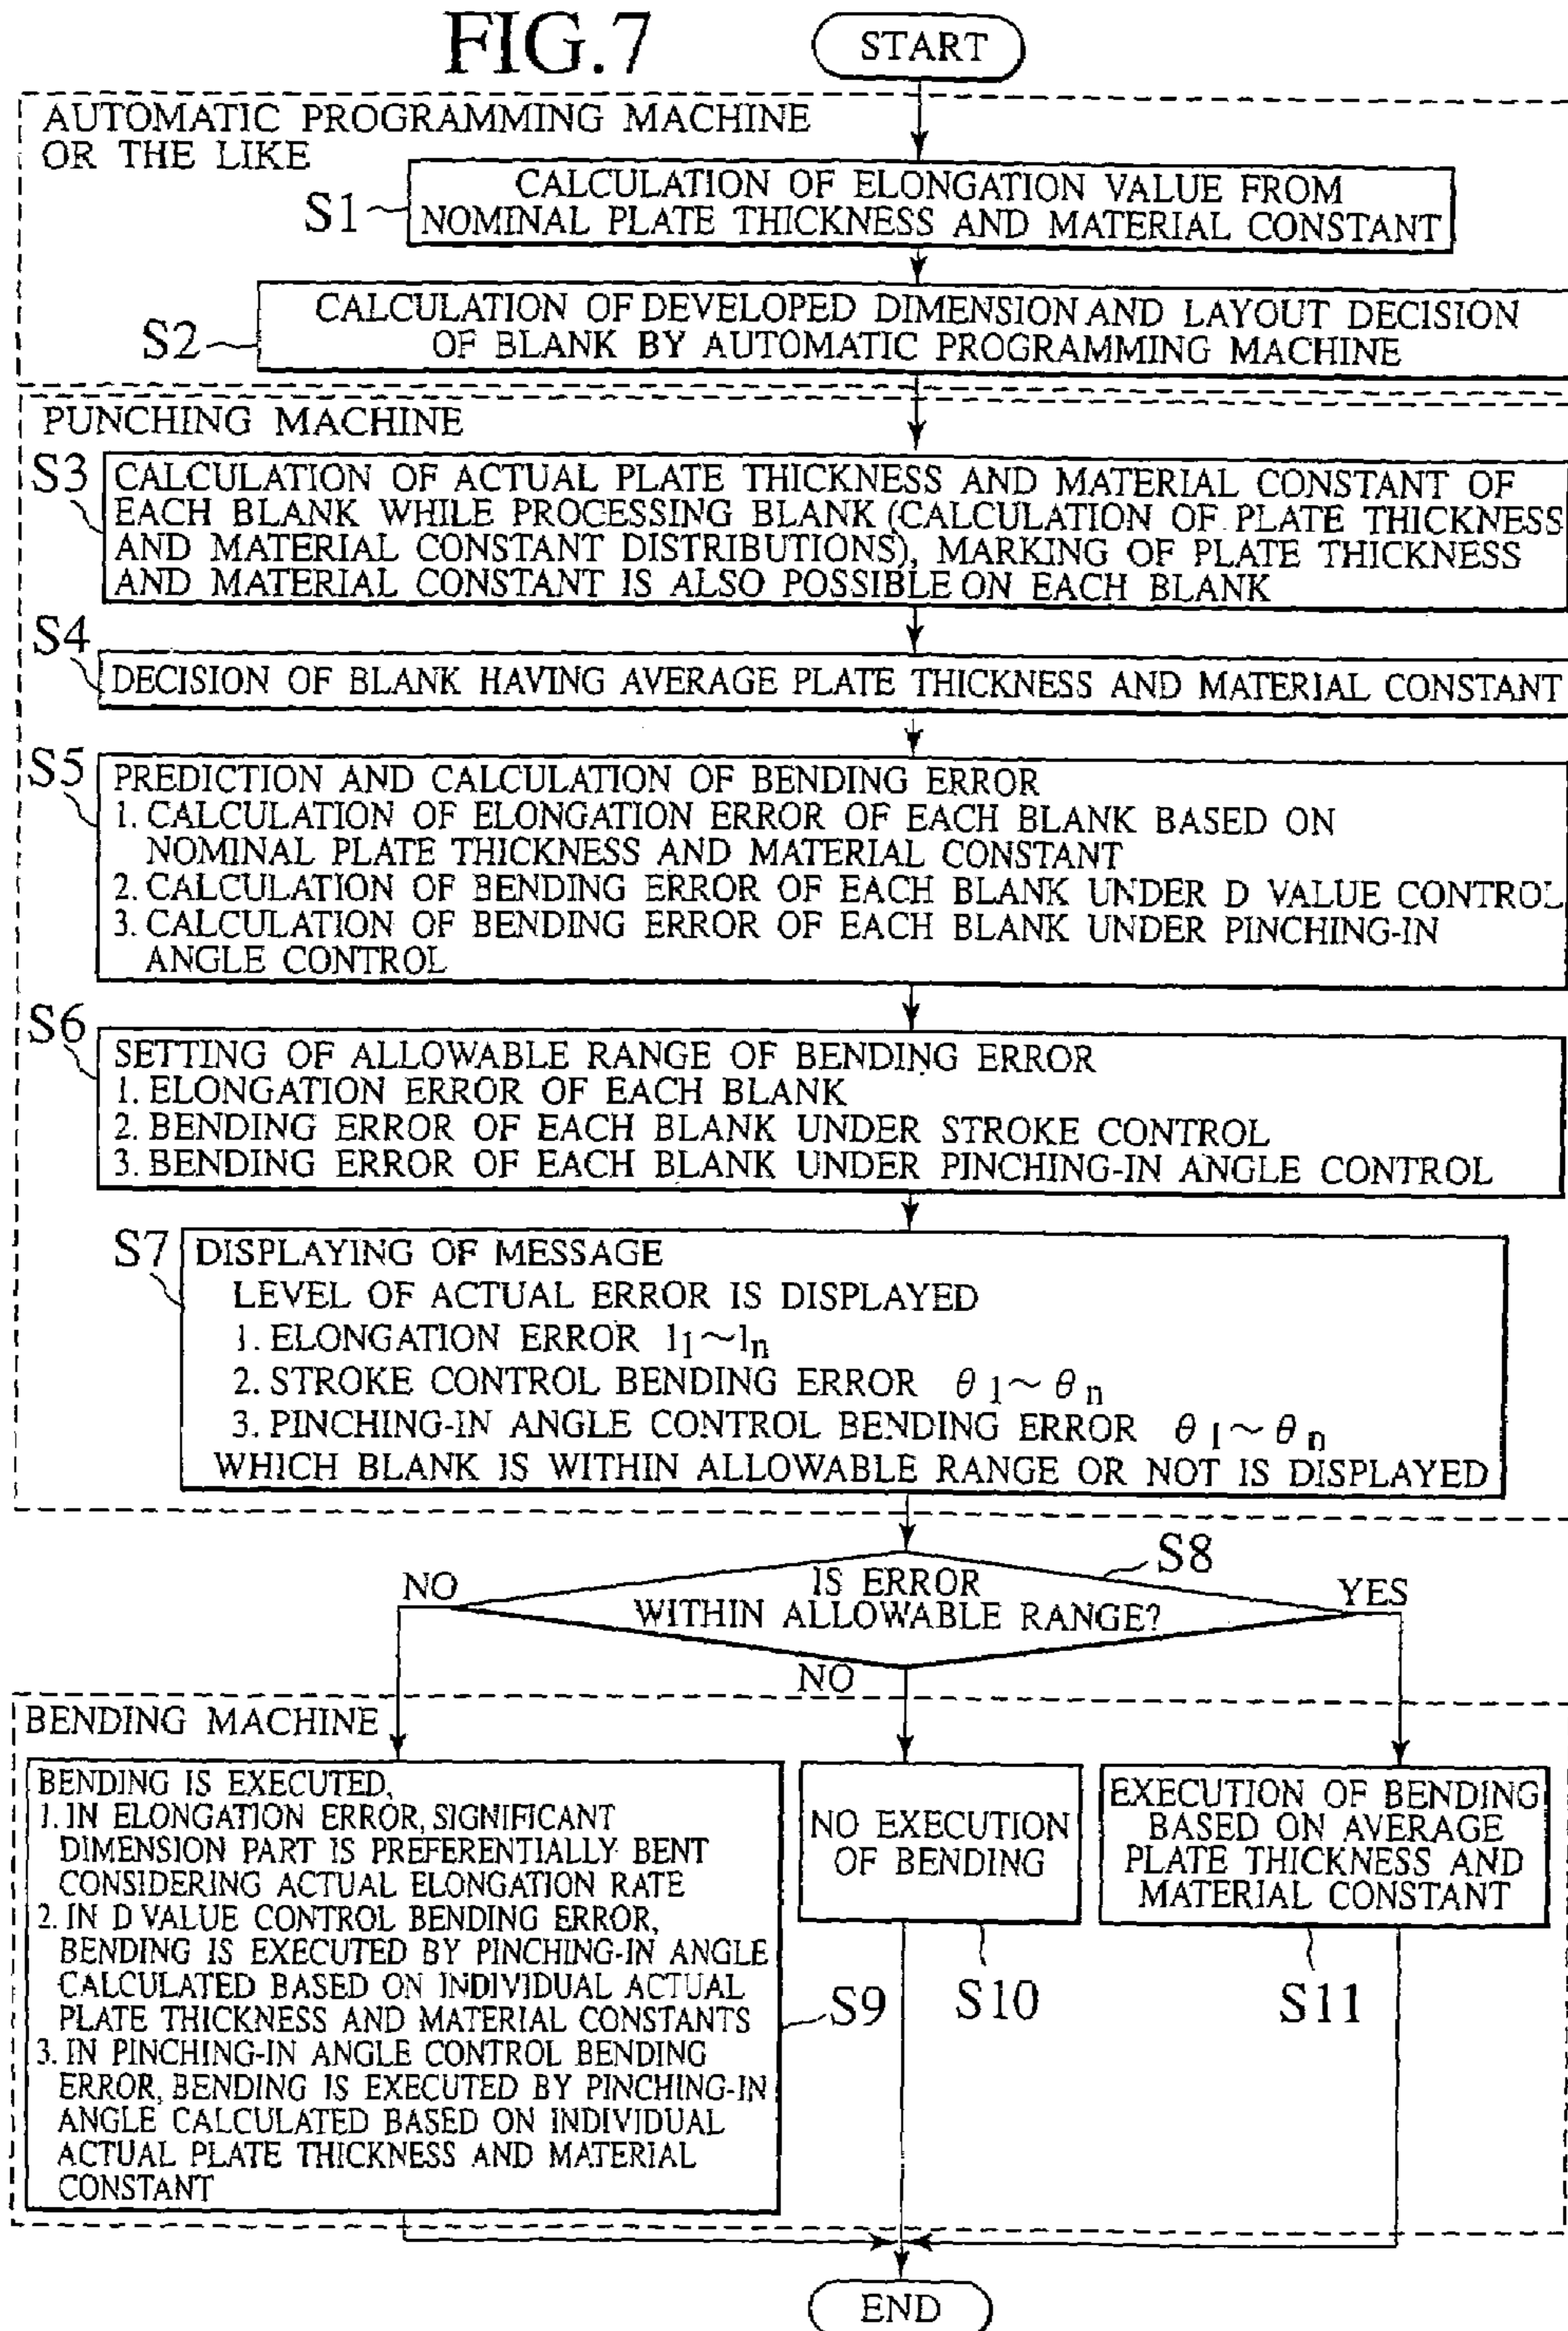 FIG.7
START
AUTOMATIC PROGRAMMING MACHINE
OR THE LIKE
S1
CALCULATION OF ELONGATION VALUE FROM
NOMINAL PLATE THICKNESS AND MATERIAL CONSTANT
S2
CALCULATION OF DEVELOPED DIMENSION AND LAYOUT DECISION
OF BLANK BY AUTOMATIC PROGRAMMING MACHINE
PUNCHING MACHINE
S3
CALCULATION OF ACTUAL PLATE THICKNESS AND MATERIAL CONSTANT OF
EACH BLANK WHILE PROCESSING BLANK (CALCULATION OF PLATE THICKNESS
AND MATERIAL CONSTANT DISTRIBUTIONS), MARKING OF PLATE THICKNESS
AND MATERIAL CONSTANT IS ALSO POSSIBLE ON EACH BLANK
S4
DECISION OF BLANK HAVING AVERAGE PLATE THICKNESS AND MATERIAL CONSTANT
S5
PREDICTION AND CALCULATION OF BENDING ERROR
1. CALCULATION OF ELONGATION ERROR OF EACH BLANK BASED ON
NOMINAL PLATE THICKNESS AND MATERIAL CONSTANT
2. CALCULATION OF BENDING ERROR OF EACH BLANK UNDER D VALUE CONTROL
3. CALCULATION OF BENDING ERROR OF EACH BLANK UNDER PINCHING-IN
ANGLE CONTROL
S6
SETTING OF ALLOWABLE RANGE OF BENDING ERROR
1. ELONGATION ERROR OF EACH BLANK
2. BENDING ERROR OF EACH BLANK UNDER STROKE CONTROL
3. BENDING ERROR OF EACH BLANK UNDER PINCHING-IN ANGLE CONTROL
S7
DISPLAYING OF MESSAGE
LEVEL OF ACTUAL ERROR IS DISPLAYED
1. ELONGATION ERROR l1~ln
2. STROKE CONTROL BENDING ERROR θ1~θn
3. PINCHING-IN ANGLE CONTROL BENDING ERROR θ1~θn
WHICH BLANK IS WITHIN ALLOWABLE RANGE OR NOT IS DISPLAYED
S8
IS ERROR
WITHIN ALLOWABLE RANGE?
NO
YES
NO
BENDING MACHINE
BENDING IS EXECUTED,
1. IN ELONGATION ERROR, SIGNIFICANT
DIMENSION PART IS PREFERENTIALLY BENT
CONSIDERING ACTUAL ELONGATION RATE
2. IN D VALUE CONTROL BENDING ERROR,
BENDING IS EXECUTED BY PINCHING-IN ANGLE
CALCULATED BASED ON INDIVIDUAL ACTUAL
PLATE THICKNESS AND MATERIAL CONSTANTS
3. IN PINCHING-IN ANGLE CONTROL BENDING
ERROR, BENDING IS EXECUTED BY PINCHING-IN
ANGLE CALCULATED BASED ON INDIVIDUAL
ACTUAL PLATE THICKNESS AND MATERIAL
CONSTANT
S9
NO EXECUTION
OF BENDING
S10
EXECUTION OF BENDING
BASED ON AVERAGE
PLATE THICKNESS AND
MATERIAL CONSTANT
S11
END